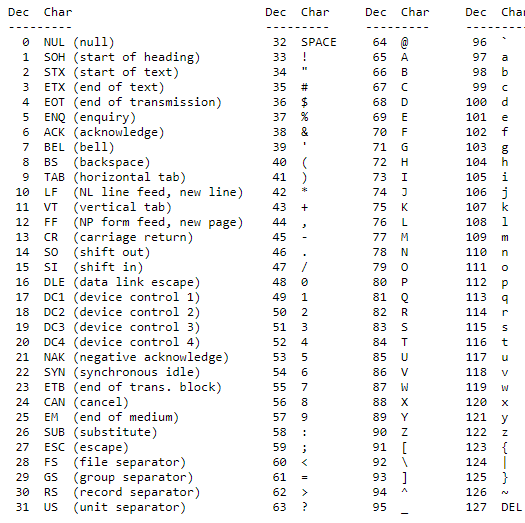 Dec  Char                           Dec  Char     Dec  Char     Dec  Char
---------                           ---------     ---------     ---------
  0  NUL (null)                      32  SPACE     64  @         96  `
  1  SOH (start of heading)          33  !         65  A         97  a
  2  STX (start of text)             34  "         66  B         98  b
  3  ETX (end of text)               35  #         67  C         99  c
  4  EOT (end of transmission)       36  $         68  D        100  d
  5  ENQ (enquiry)                   37  %         69  E        101  e
  6  ACK (acknowledge)               38  &         70  F        102  f
  7  BEL (bell)                      39  '         71  G        103  g
  8  BS  (backspace)                 40  (         72  H        104  h
  9  TAB (horizontal tab)            41  )         73  I        105  i
 10  LF  (NL line feed, new line)    42  *         74  J        106  j
 11  VT  (vertical tab)              43  +         75  K        107  k
 12  FF  (NP form feed, new page)    44  ,         76  L        108  l
 13  CR  (carriage return)           45  -         77  M        109  m
 14  SO  (shift out)                 46  .         78  N        110  n
 15  SI  (shift in)                  47  /         79  O        111  o
 16  DLE (data link escape)          48  0         80  P        112  p
 17  DC1 (device control 1)          49  1         81  Q        113  q
 18  DC2 (device control 2)          50  2         82  R        114  r
 19  DC3 (device control 3)          51  3         83  S        115  s
 20  DC4 (device control 4)          52  4         84  T        116  t
 21  NAK (negative acknowledge)      53  5         85  U        117  u
 22  SYN (synchronous idle)          54  6         86  V        118  v
 23  ETB (end of trans. block)       55  7         87  W        119  w
 24  CAN (cancel)                    56  8         88  X        120  x
 25  EM  (end of medium)             57  9         89  Y        121  y
 26  SUB (substitute)                58  :         90  Z        122  z
 27  ESC (escape)                    59  ;         91  [        123  {
 28  FS  (file separator)            60  <         92  \        124  |
 29  GS  (group separator)           61  =         93  ]        125  }
 30  RS  (record separator)          62  >         94  ^        126  ~
 31  US  (unit separator)            63  ?         95  _        127  DEL